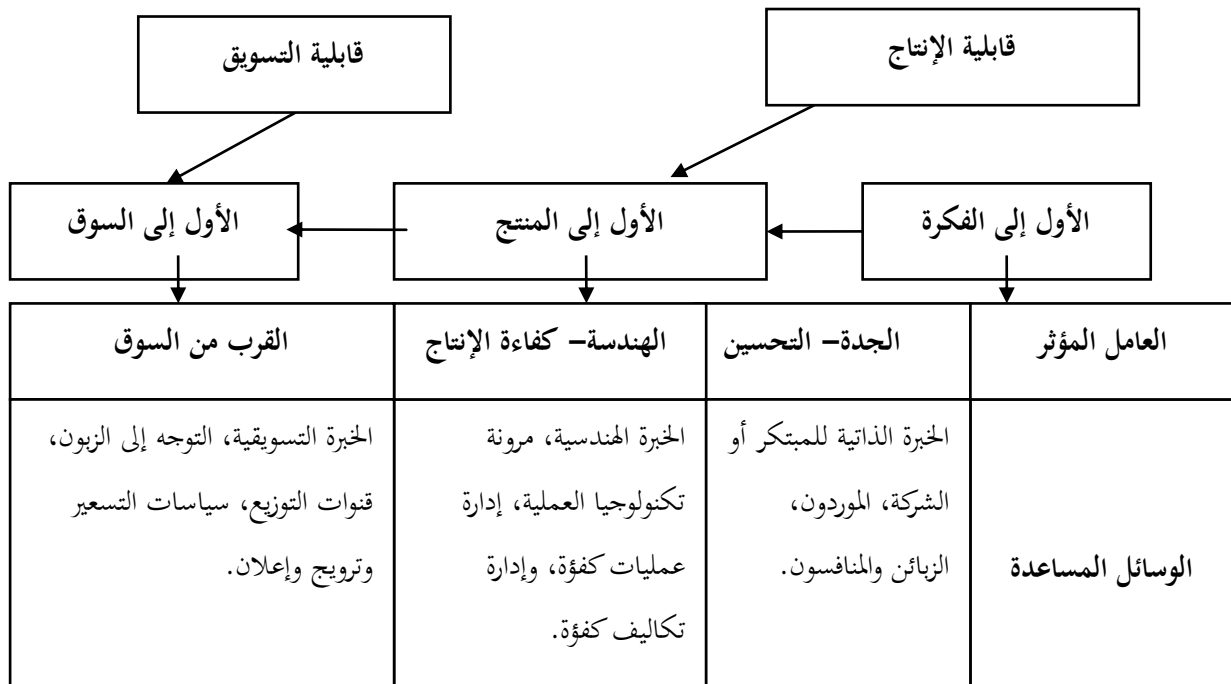 قابلية الإنتاج
قابلية التسويق
الأول إلى الفكرة
الأول إلى المنتج
الأول إلى السوق
العامل المؤثر
الجدة– التحسين
الهندسة– كفاءة الإنتاج
القرب من السوق
الوسائل المساعدة
الخبرة الذاتية للمبتكر أو
الشركة، الموردون،
الزبائن والمنافسون.
الخبرة الهندسية، مرونة
تكنولوجيا العملية، إدارة
عمليات كفؤة، وإدارة
تكاليف كفؤة.
الخبرة التسويقية، التوجه إلى الزبون،
قنوات التوزيع، سياسات التسعير
وترويج وإعلان.